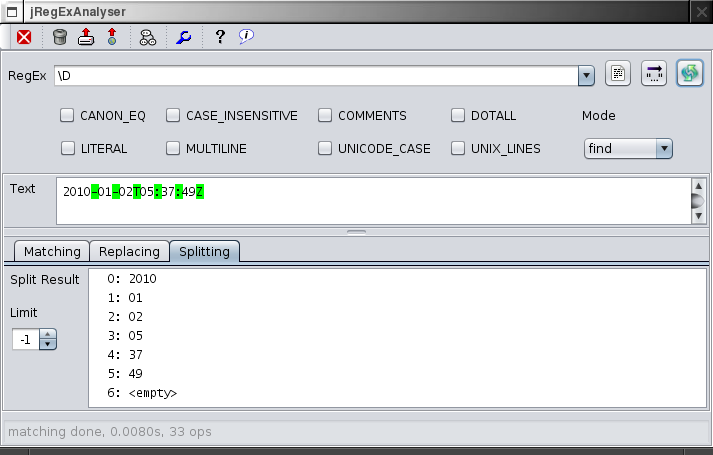 jRegExAnalyser
RegEx \D
CANON_EQ CASE_INSENSITIVE COMMENTS DOTALL Mode
LITERAL MULTILINE UNICODE_CASE UNIX_LINES find
Text 2010-01-02T05:37:49Z
Matching Replacing Splitting
Split Result 0: 2010
1: 01
Limit 2: 02
-1 3: 05
4: 37
5: 49
6: <empty>
matching done, 0.0080s, 33 ops